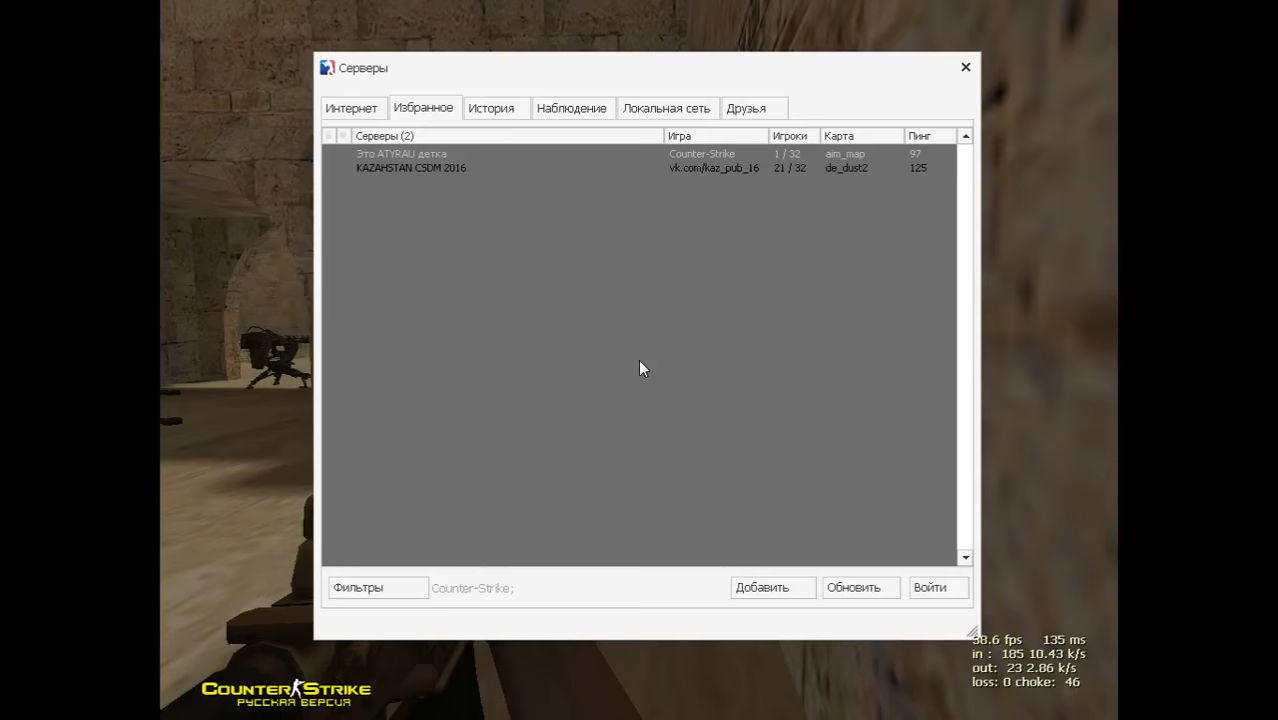 Серверы
Интернет Избранное История Наблюдение Локальная сеть Друзья
Серверы (2) Игра Игроки Карта Пинг
Это ATYRAU детка Counter-Strike 1 / 32 aim_map 97
KAZAHSTAN CSDM 2016 vk.com/kaz_pub_16 21 / 32 de_dust2 125
Фильтры Counter-Strike; Добавить Обновить Войти
38.6 fps 135 ms
in : 185 10.43 k/s
out: 23 2.86 k/s
loss: 0 choke: 46
COUNTER STRIKE
РУССКАЯ ВЕРСИЯ